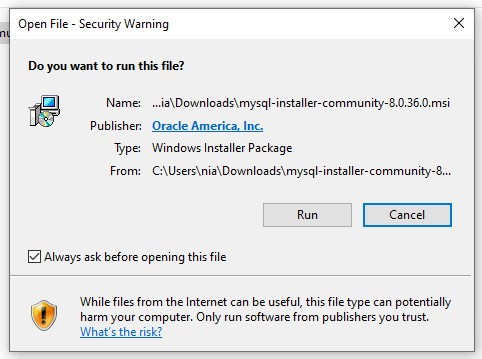 Open File - Security Warning
Do you want to run this file?
Name: ...ia\Downloads\mysql-installer-community-8.0.36.0.msi
Publisher: Oracle America, Inc.
Type: Windows Installer Package
From: C:\Users\nia\Downloads\mysql-installer-community-8...
Run Cancel
Always ask before opening this file
While files from the Internet can be useful, this file type can potentially
harm your computer. Only run software from publishers you trust.
What's the risk?